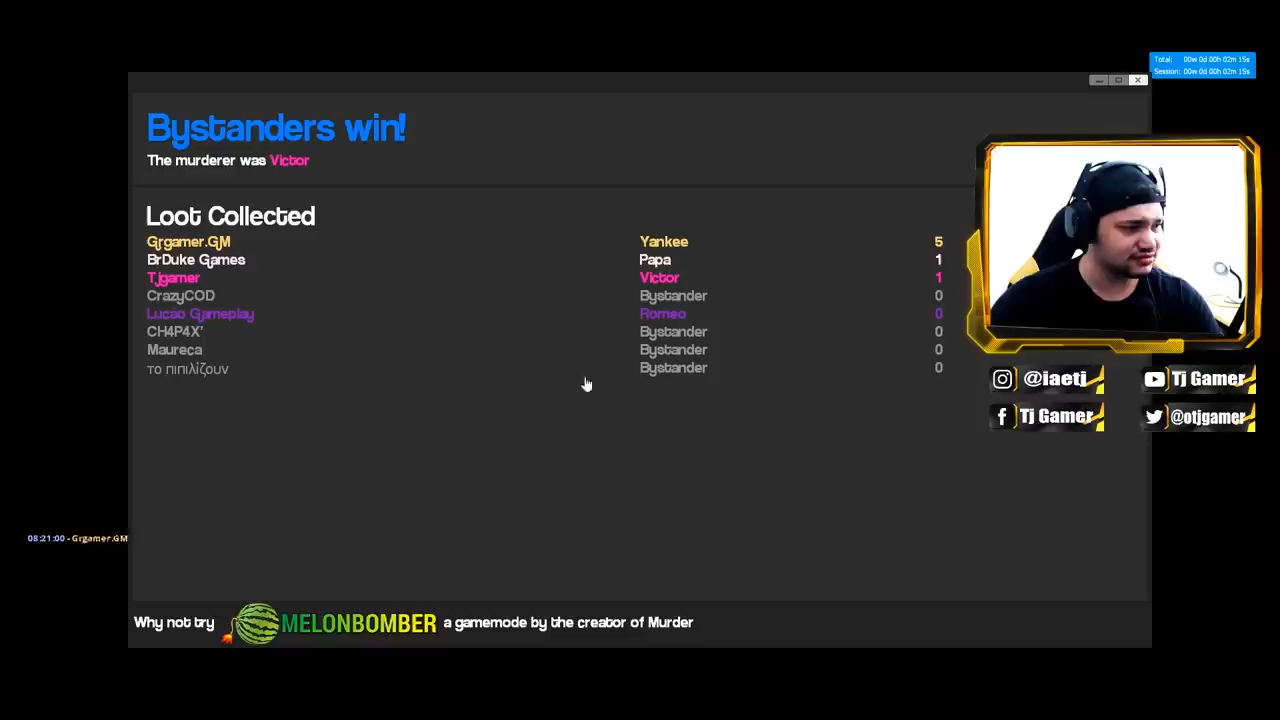 Total: 00w 0d 00h 02m 15s
Session: 00w 0d 00h 02m 15s
Bystanders win!
The murderer was Victor
Loot Collected
Grgamer.GM Yankee 5
BrDuke Games Papa 1
Tjgamer Victor 1
CrazyCOD Bystander 0
Lucão Gameplay Romeo 0
CH4P4X' Bystander 0
Maureca Bystander 0
το πιπιλίζουν Bystander 0
@iaetj Tj Gamer
Tj Gamer @otjgamer
08:21:00 - Grgamer.GM
Why not try MELONBOMBER a gamemode by the creator of Murder